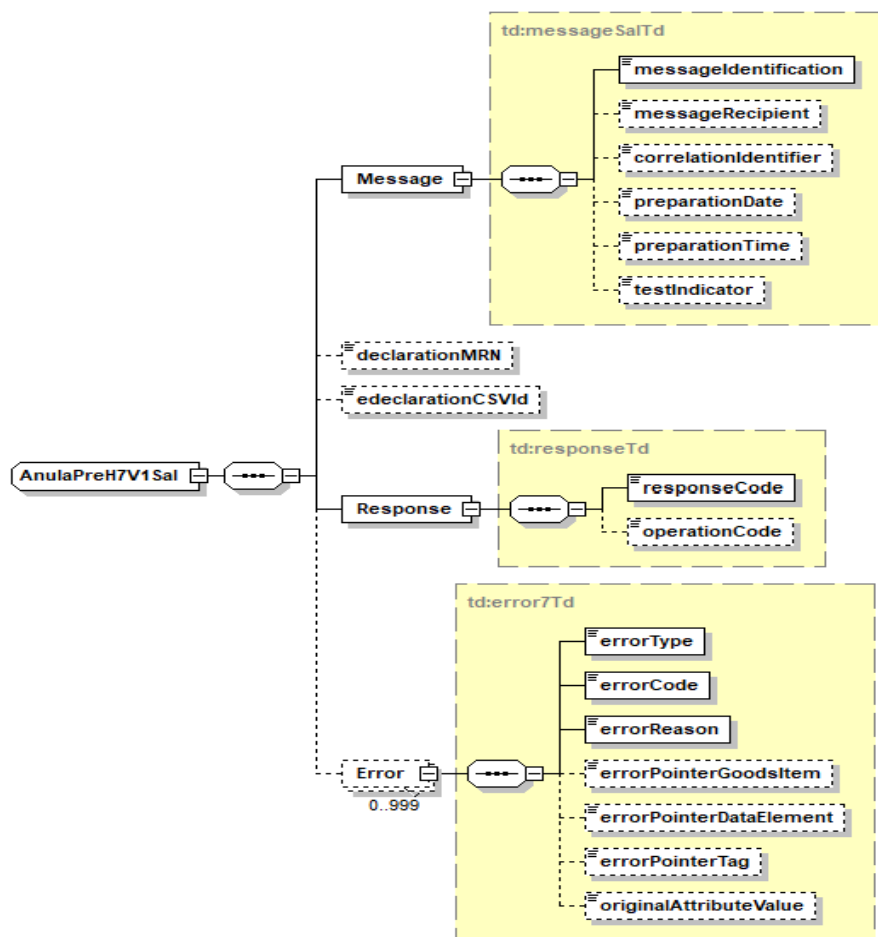 td:messageSalTd
messageIdentification
messageRecipient
correlationIdentifier
Message
preparationDate
preparationTime
testIndicator
declarationMRN
edeclarationCSVId
td:responseTd
AnulaPreH7V1Sal
responseCode
Response
operationCode
td:error7Td
errorType
errorCode
errorReason
Error
errorPointerGoodsItem
0..999
errorPointerDataElement
errorPointerTag
originalAttributeValue